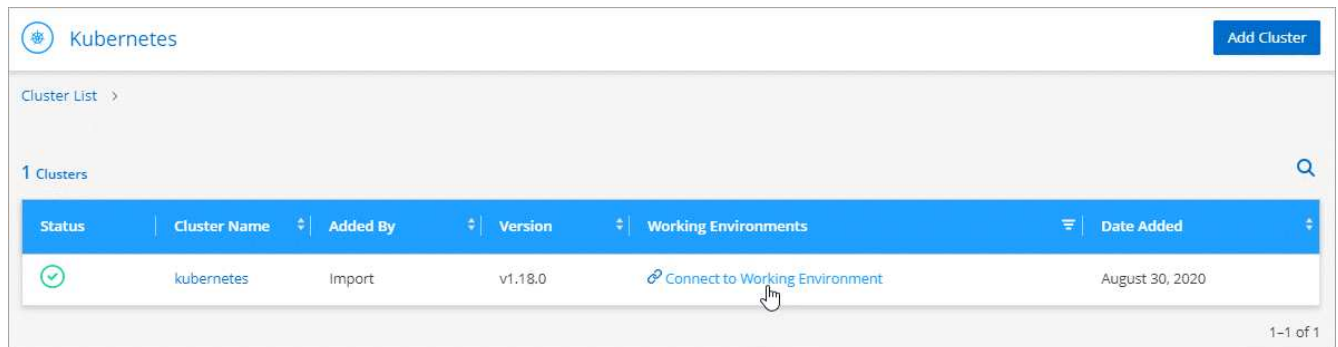 Kubernetes
Add Cluster
Cluster List >
1 Clusters
Status Cluster Name Added By Version Working Environments Date Added
kubernetes Import v1.18.0 Connect to Working Environment August 30, 2020
1–1 of 1